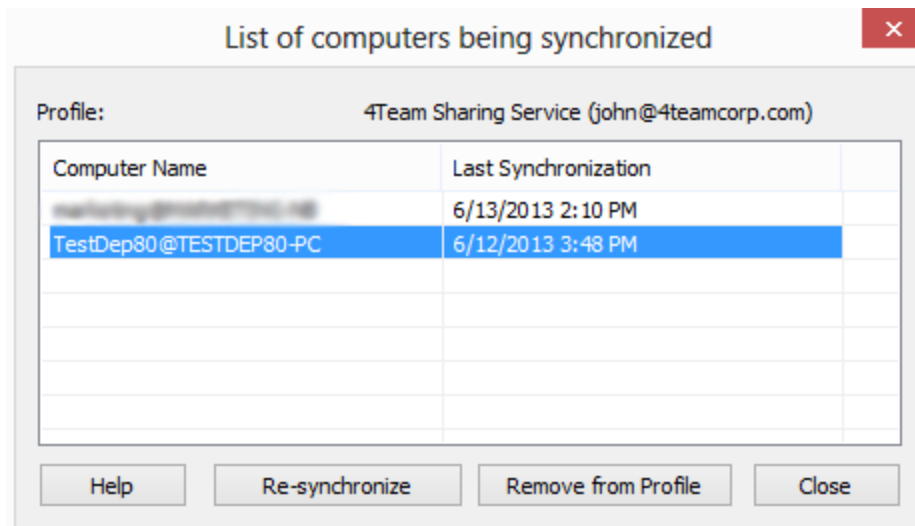 List of computers being synchronized
Profile: 4Team Sharing Service (john@4teamcorp.com)
Computer Name Last Synchronization
6/13/2013 2:10 PM
TestDep80@TESTDEP80-PC 6/12/2013 3:48 PM
Help Re-synchronize Remove from Profile Close